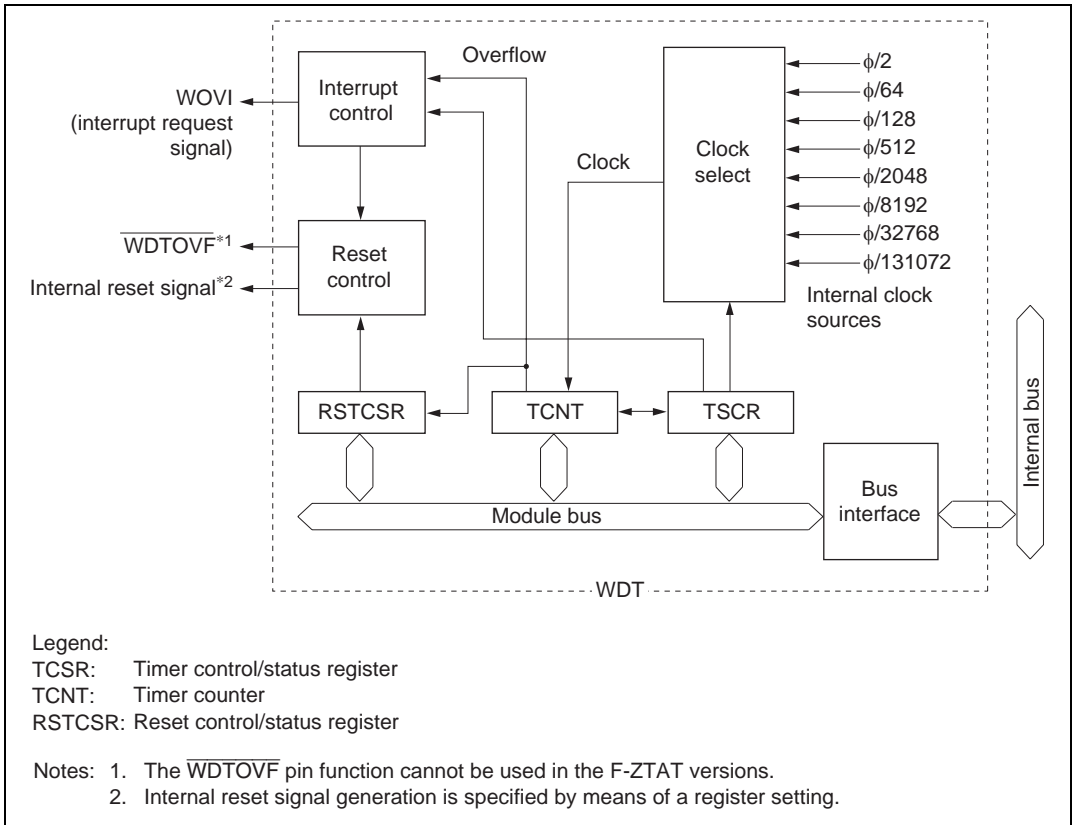 Overflow
Interrupt
control
WOVI
(interrupt request
signal)
WDTOVF*1
Internal reset signal*2
Reset
control
Clock
Clock
select
ϕ/2
ϕ/64
ϕ/128
ϕ/512
ϕ/2048
ϕ/8192
ϕ/32768
ϕ/131072
Internal clock
sources
RSTCSR
TCNT
TSCR
Module bus
Bus
interface
Internal bus
WDT
Legend:
TCSR: Timer control/status register
TCNT: Timer counter
RSTCSR: Reset control/status register
Notes: 1. The WDTOVF pin function cannot be used in the F-ZTAT versions.
2. Internal reset signal generation is specified by means of a register setting.